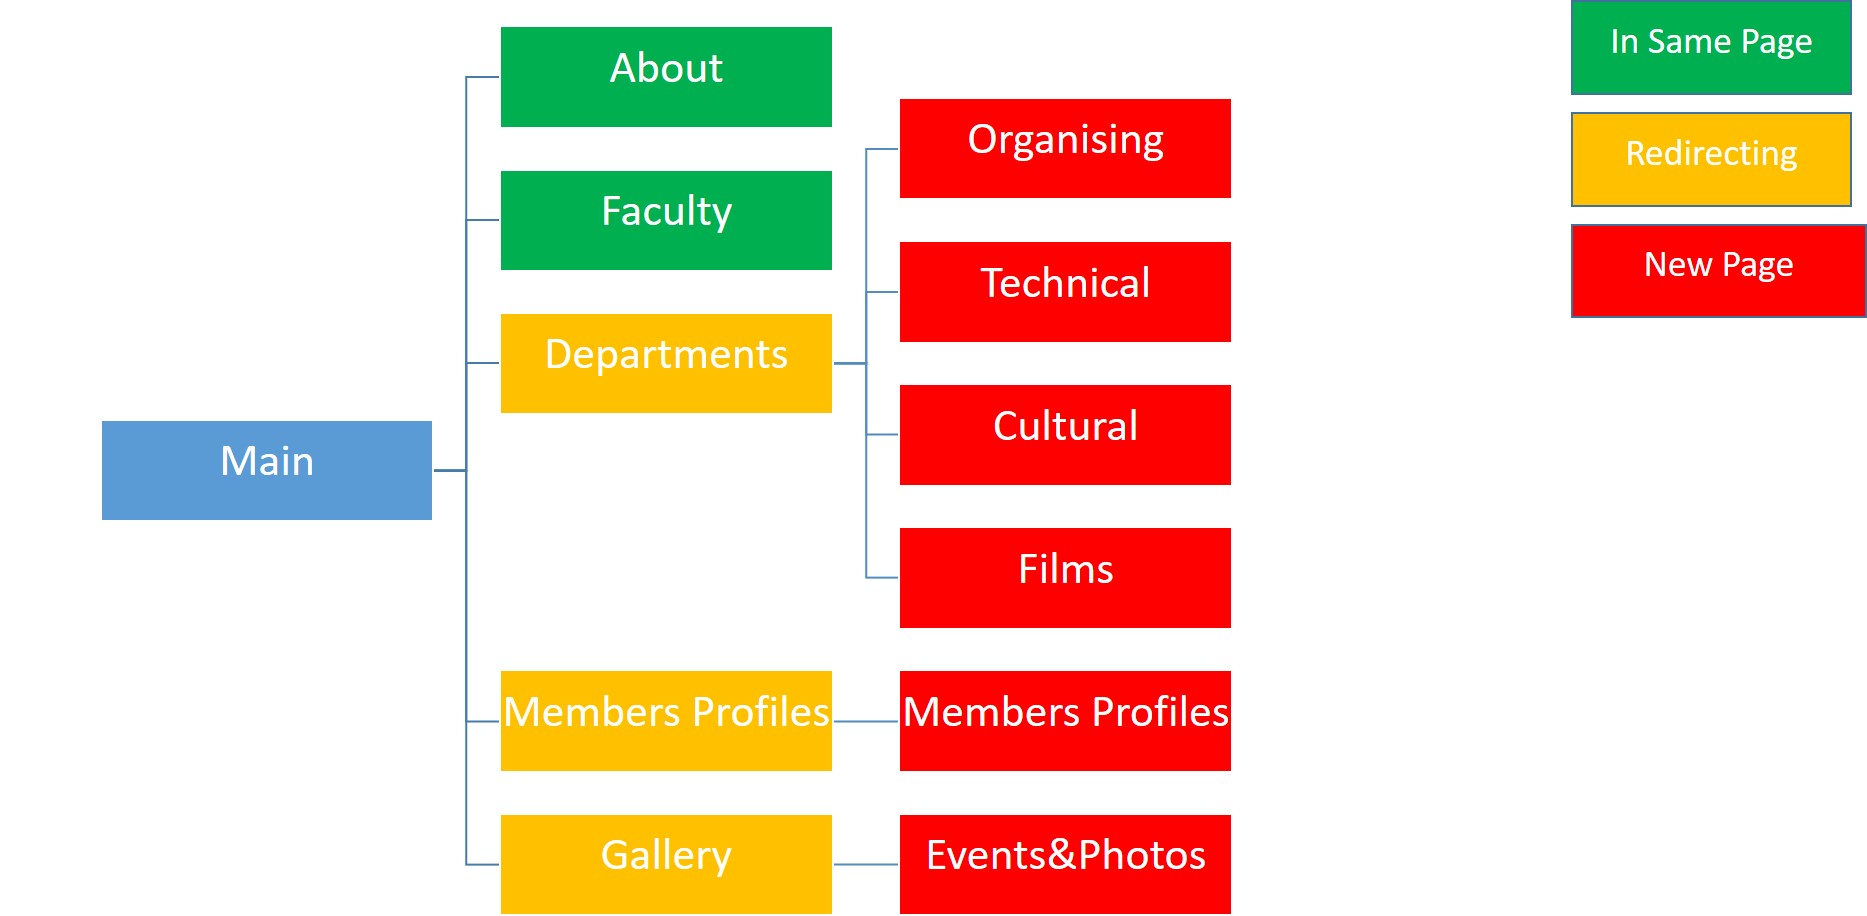 Main
About
Faculty
Departments
Organising
Technical
Cultural
Films
Members Profiles
Members Profiles
Gallery
Events&Photos
In Same Page
Redirecting
New Page